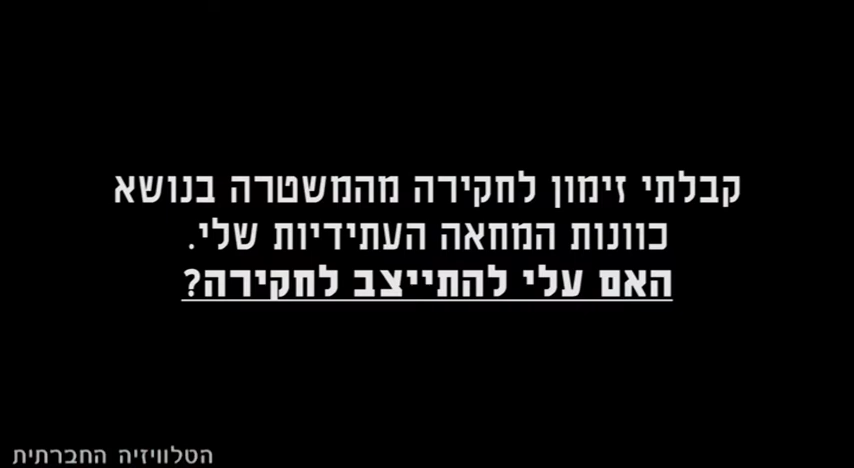 קבלתי זימון לחקירה מהמשטרה בנושא
כוונות המחאה העתידיות שלי.
האם עלי להתייצב לחקירה?
הטלוויזיה החברתית